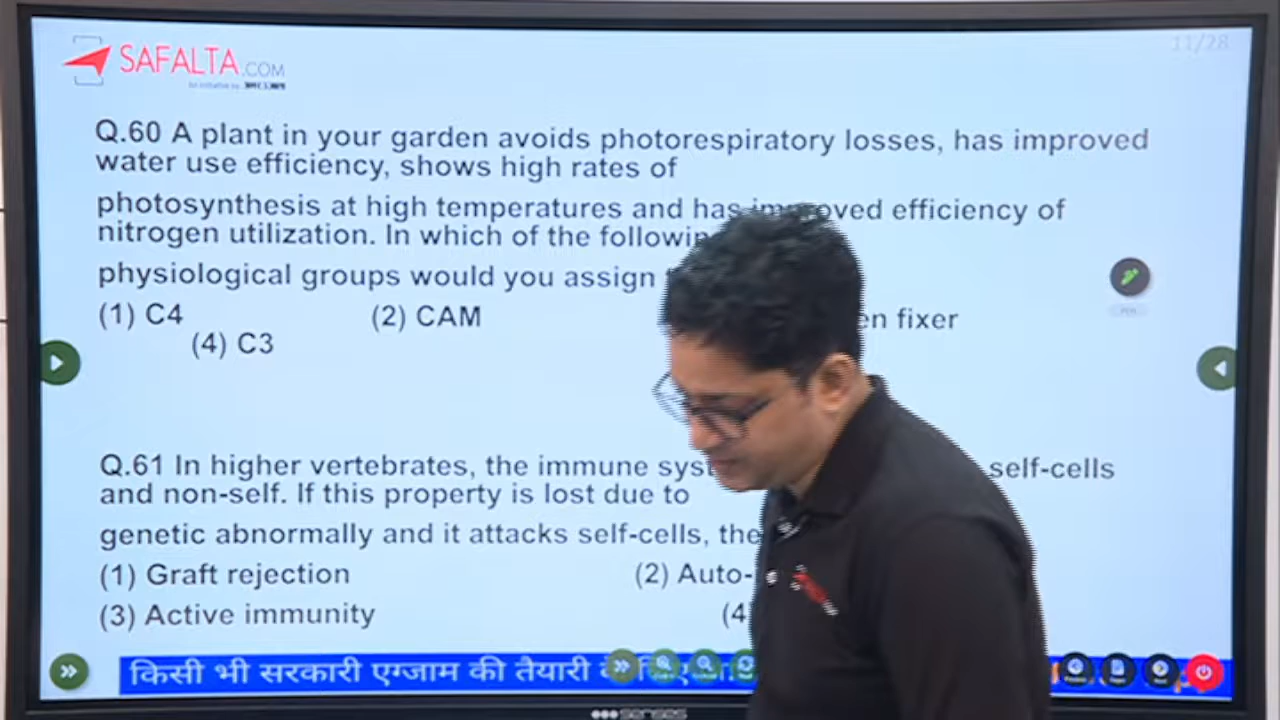 11/28
SAFALTA.COM
Q.60 A plant in your garden avoids photorespiratory losses, has improved
water use efficiency, shows high rates of
photosynthesis at high temperatures and has improved efficiency of
nitrogen utilization. In which of the
physiological groups would you assign
(1) C4 (2) CAM fixer
(4) C3
Q.61 In higher vertebrates, the immune self-cells
and non-self. If this property is lost due to
genetic abnormally and it attacks self-cells,
(1) Graft rejection (2) Auto-
(3) Active immunity (4
किसी भी सरकारी एग्जाम की तैयारी